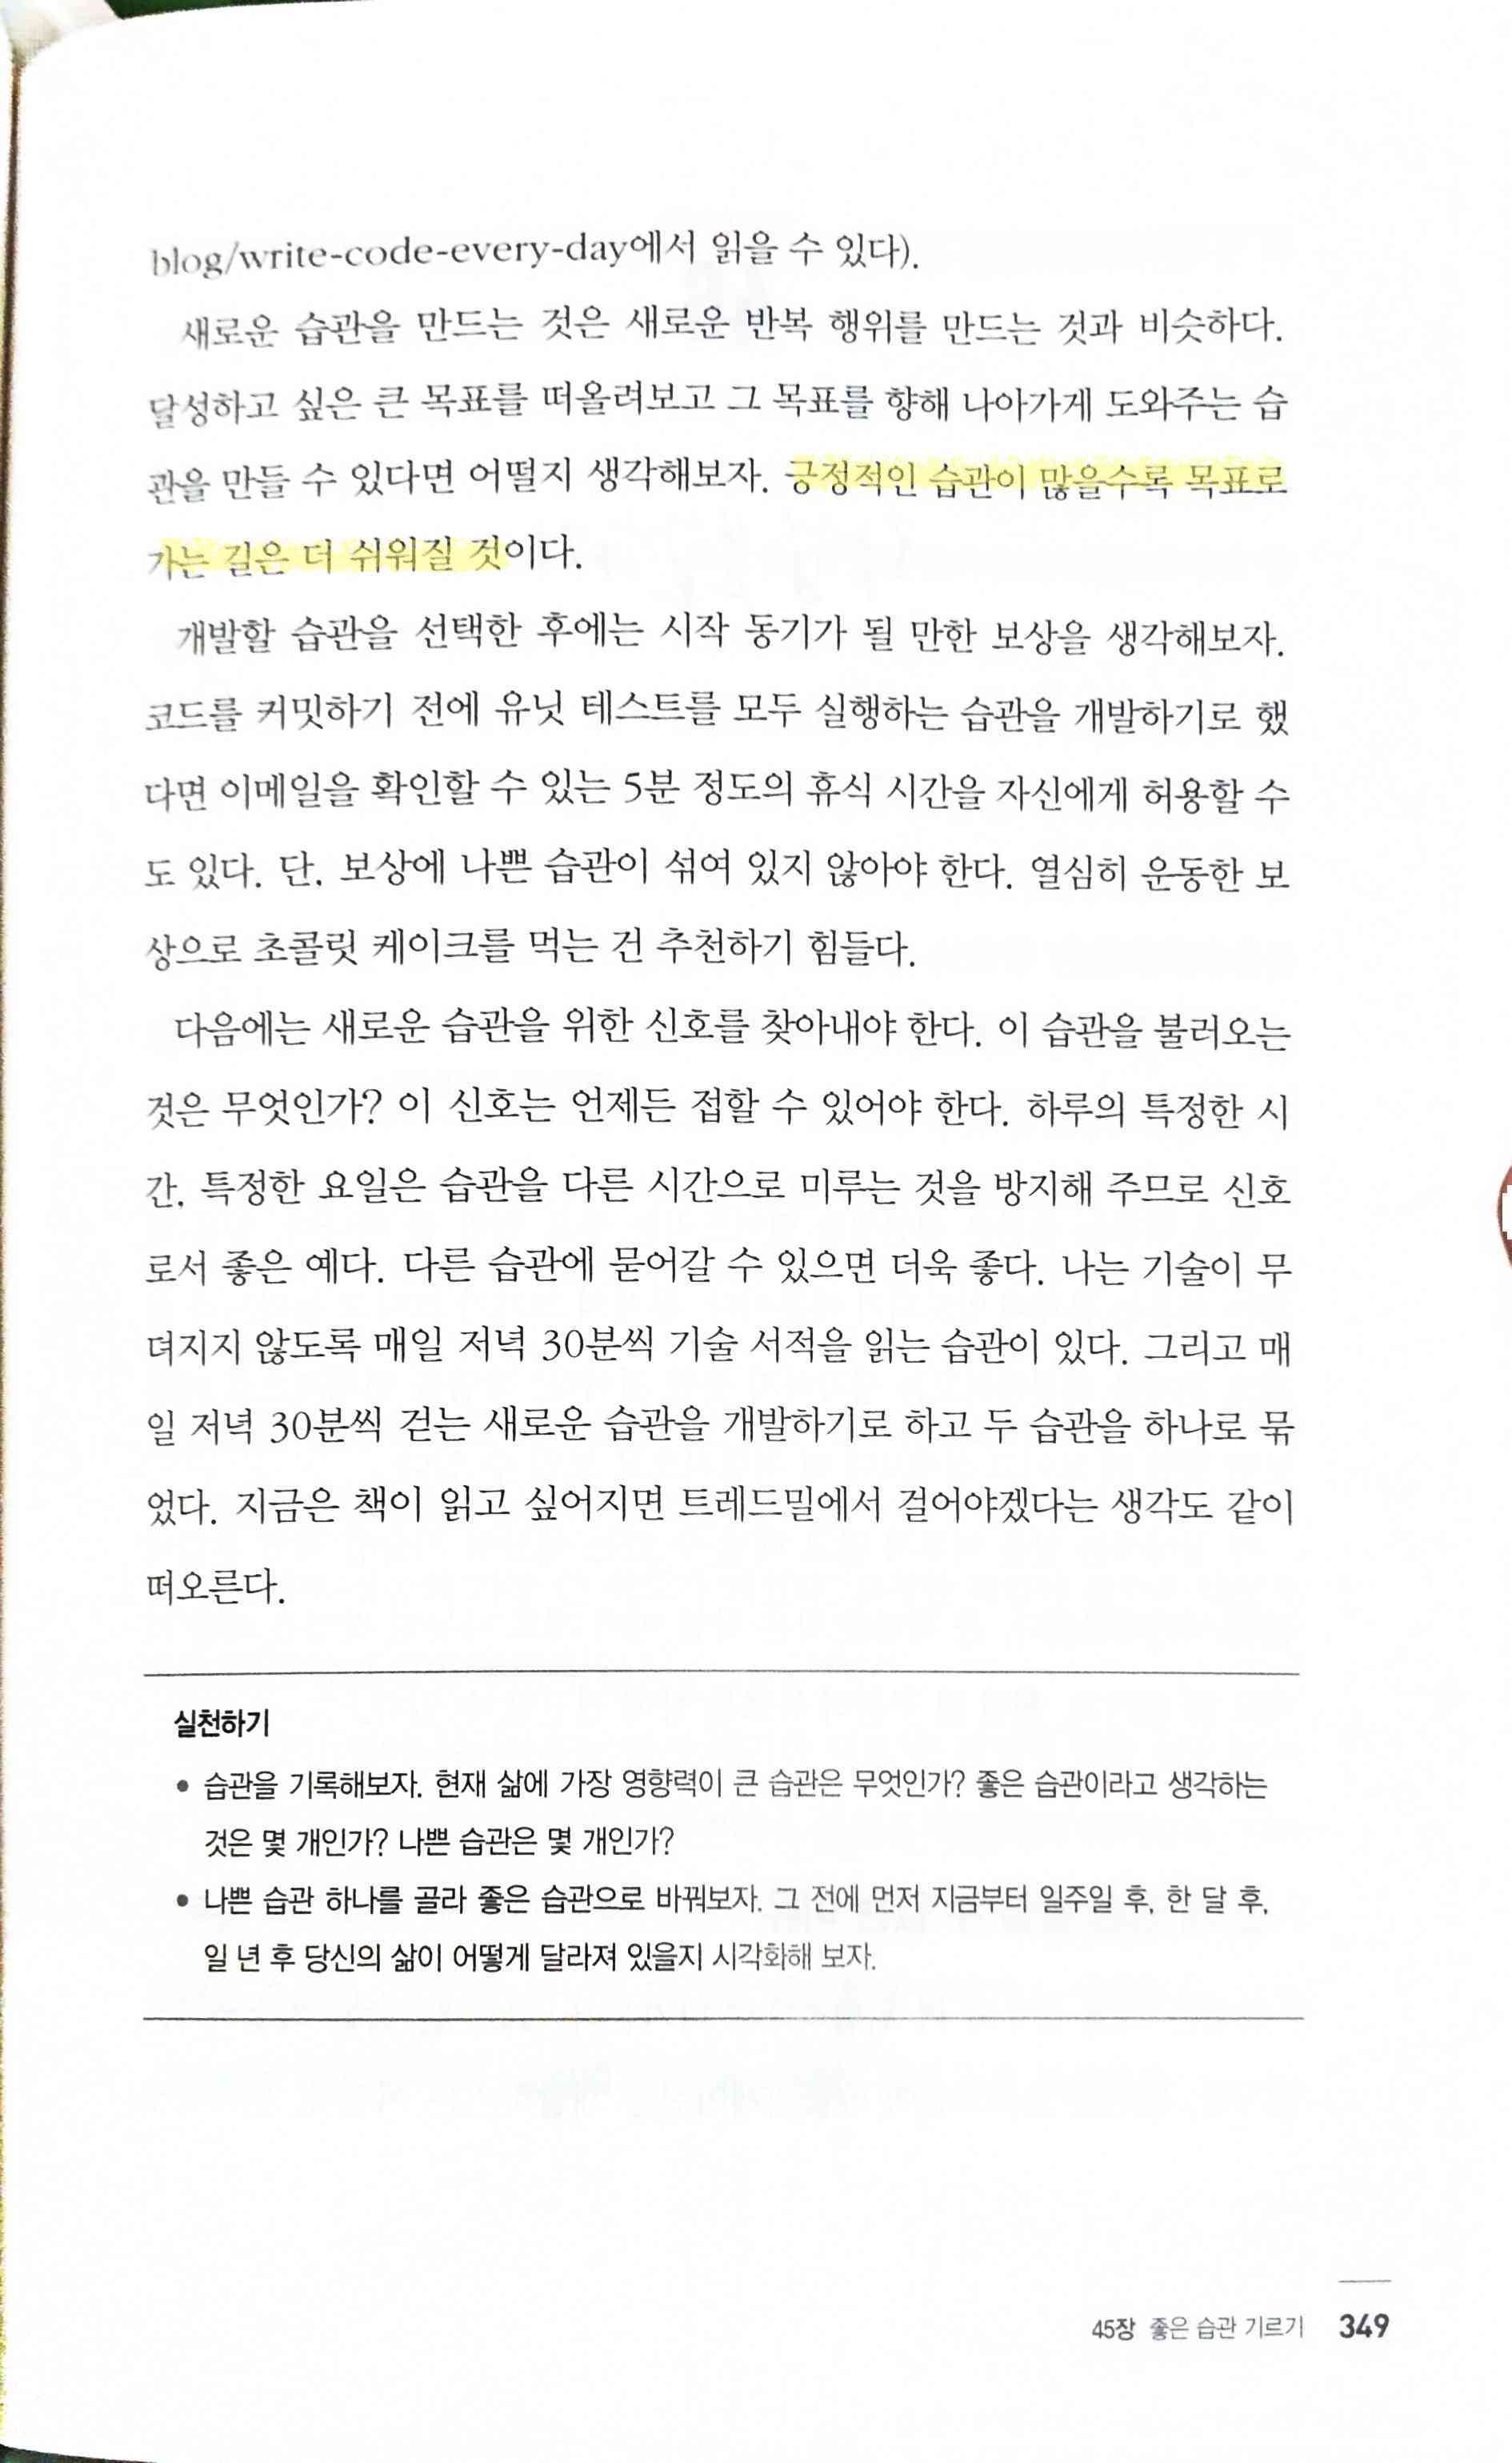 blog/write-code-every-day에서 읽을 수 있다).
새로운 습관을 만드는 것은 새로운 반복 행위를 만드는 것과 비슷하다.
달성하고 싶은 큰 목표를 떠올려보고 그 목표를 향해 나아가게 도와주는 습
관을 만들 수 있다면 어떨지 생각해보자. 긍정적인 습관이 많을수록 목표로
가는 길은 더 쉬워질 것이다.
개발할 습관을 선택한 후에는 시작 동기가 될 만한 보상을 생각해보자.
코드를 커밋하기 전에 유닛 테스트를 모두 실행하는 습관을 개발하기로 했
다면 이메일을 확인할 수 있는 5분 정도의 휴식 시간을 자신에게 허용할 수
도 있다. 단, 보상에 나쁜 습관이 섞여 있지 않아야 한다. 열심히 운동한 보
상으로 초콜릿 케이크를 먹는 건 추천하기 힘들다.
다음에는 새로운 습관을 위한 신호를 찾아내야 한다. 이 습관을 불러오는
것은 무엇인가? 이 신호는 언제든 접할 수 있어야 한다. 하루의 특정한 시
간, 특정한 요일은 습관을 다른 시간으로 미루는 것을 방지해 주므로 신호
로서 좋은 예다. 다른 습관에 묻어갈 수 있으면 더욱 좋다. 나는 기술이 무
뎌지지 않도록 매일 저녁 30분씩 기술 서적을 읽는 습관이 있다. 그리고 매
일 저녁 30분씩 걷는 새로운 습관을 개발하기로 하고 두 습관을 하나로 묶
었다. 지금은 책이 읽고 싶어지면 트레드밀에서 걸어야겠다는 생각도 같이
떠오른다.
실천하기
• 습관을 기록해보자. 현재 삶에 가장 영향력이 큰 습관은 무엇인가? 좋은 습관이라고 생각하는
것은 몇 개인가? 나쁜 습관은 몇 개인가?
• 나쁜 습관 하나를 골라 좋은 습관으로 바꿔보자. 그 전에 먼저 지금부터 일주일 후, 한 달 후,
일 년 후 당신의 삶이 어떻게 달라져 있을지 시각화해 보자.
45장 좋은 습관 기르기 349